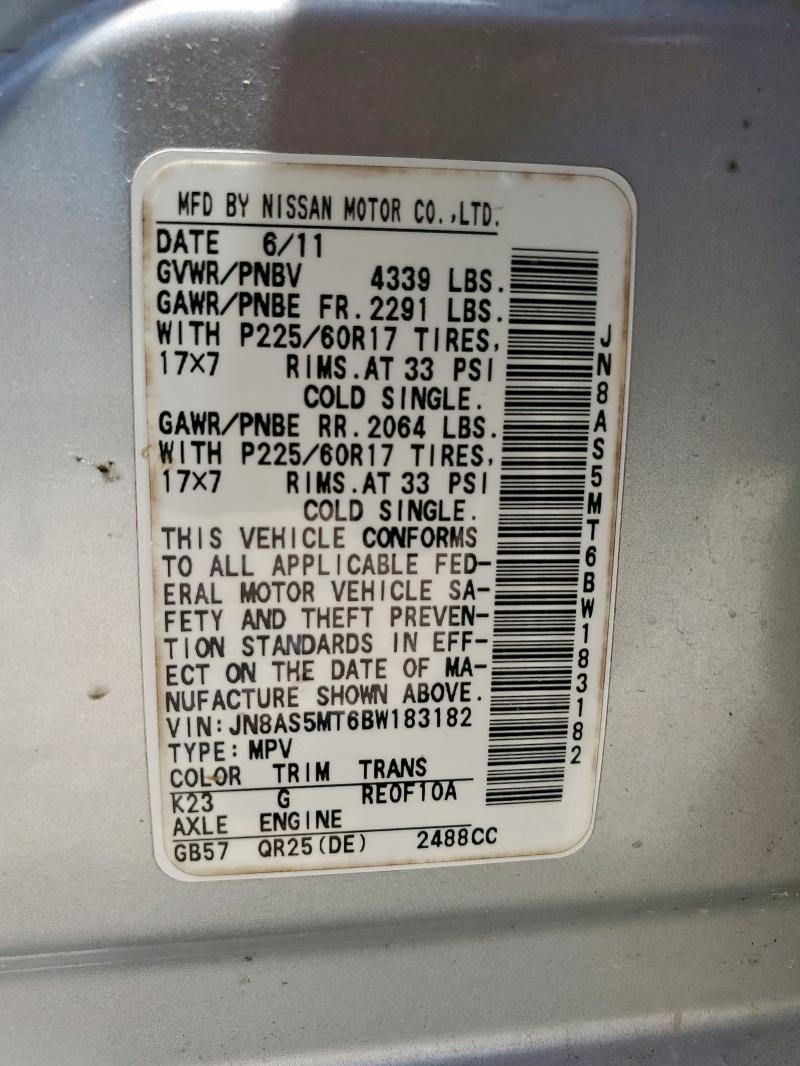 MFD BY NISSAN MOTOR CO.,LTD.
DATE 6/11
GVWR/PNBV 4339 LBS.
GAWR/PNBE FR.2291 LBS.
WITH P225/60R17 TIRES,
17X7 RIMS.AT 33 PSI
COLD SINGLE.
GAWR/PNBE RR.2064 LBS.
WITH P225/60R17 TIRES,
17X7 RIMS.AT 33 PSI
COLD SINGLE.
THIS VEHICLE CONFORMS
TO ALL APPLICABLE FED-
ERAL MOTOR VEHICLE SA-
FETY AND THEFT PREVEN-
TION STANDARDS IN EFF-
ECT ON THE DATE OF MA-
NUFACTURE SHOWN ABOVE.
VIN:JN8AS5MT6BW183182
TYPE:MPV
COLOR TRIM TRANS
K23 G RE0F10A
AXLE ENGINE
GB57 QR25(DE) 2488CC
JN8AS5MT6BW183182